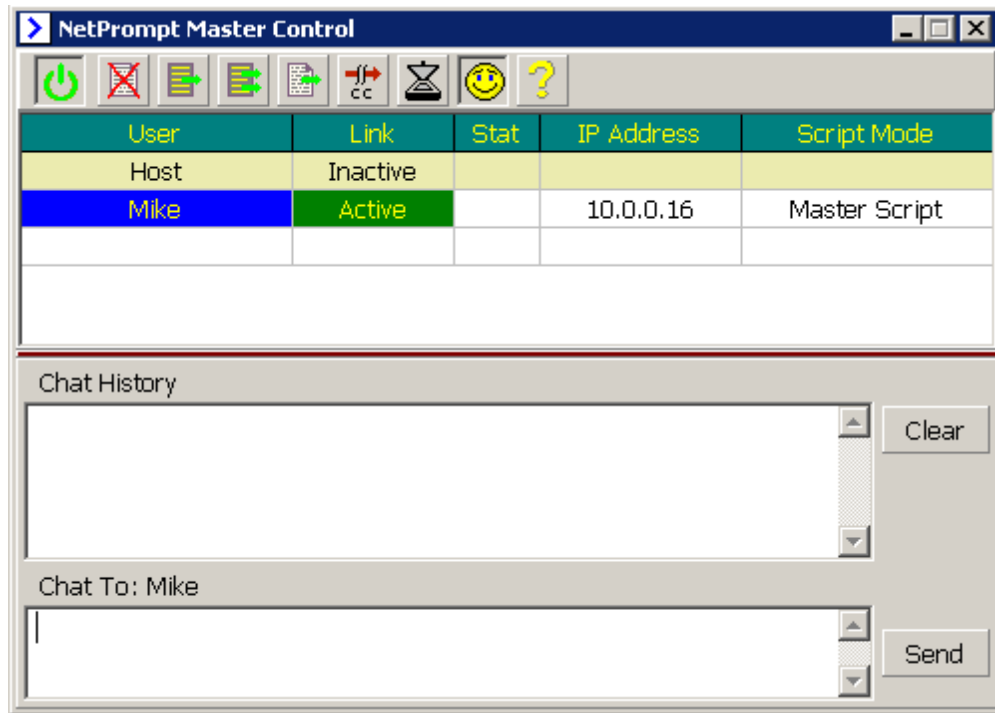 NetPrompt Master Control
cc ?
User Link Stat IP Address Script Mode
Host Inactive
Mike Active 10.0.0.16 Master Script
Chat History
Clear
Chat To: Mike
Send